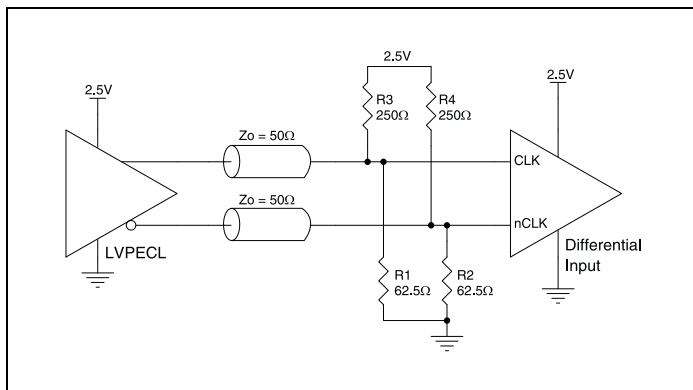 2.5V
2.5V
2.5V
R3
250Ω
R4
250Ω
Zo = 50Ω
CLK
Zo = 50Ω
nCLK
LVPECL
R1
62.5Ω
R2
62.5Ω
Differential
Input